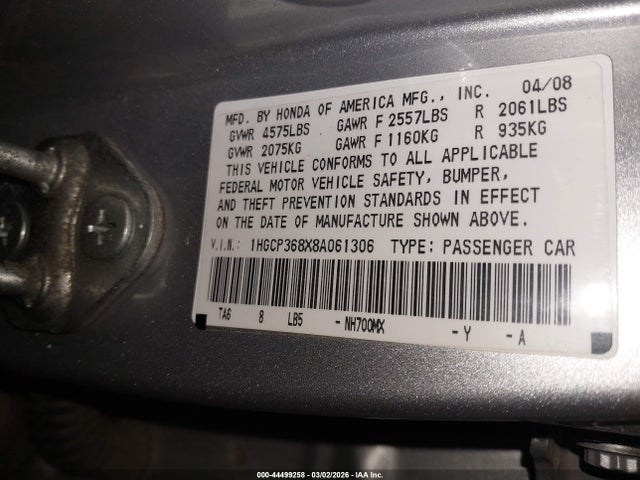 MFD. BY HONDA OF AMERICA MFG., INC. 04/08
GVWR 4575LBS GAWR F 2557LBS R 2061LBS
GVWR 2075KG GAWR F 1160KG R 935KG
THIS VEHICLE CONFORMS TO ALL APPLICABLE
FEDERAL MOTOR VEHICLE SAFETY, BUMPER,
AND THEFT PREVENTION STANDARDS IN EFFECT
ON THE DATE OF MANUFACTURE SHOWN ABOVE.
V.I.N: 1HGCP368X8A061306 TYPE: PASSENGER CAR
TA6 8 LB5 - NH700MX - Y - A
000-44499258 - 03/02/2026 - IAA Inc.